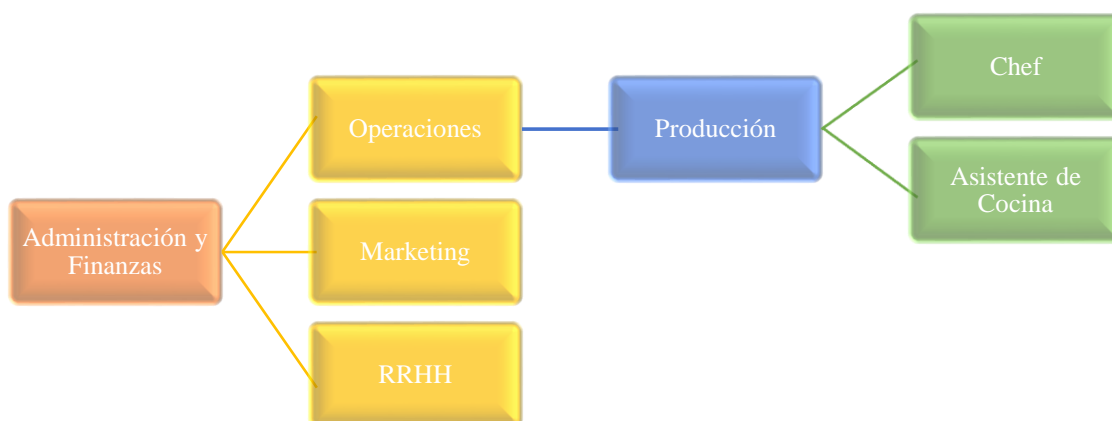 Administración y
Finanzas
Operaciones
Marketing
RRHH
Producción
Chef
Asistente de
Cocina